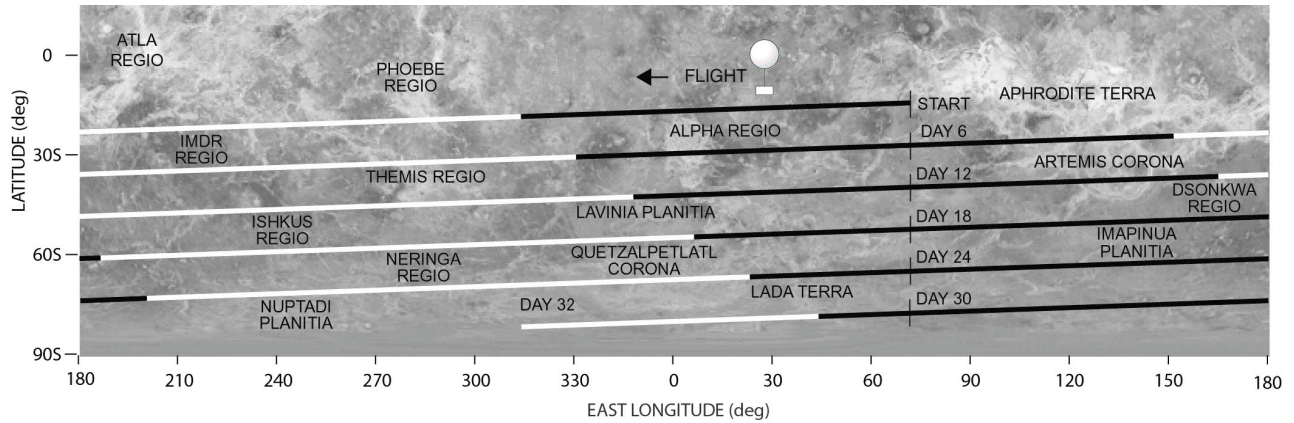 ATLA
REGIO
PHOEBE
REGIO
FLIGHT
APHRODITE TERRA
START
ALPHA REGIO
DAY 6
IMDR
REGIO
THEMIS REGIO
ARTEMIS CORONA
DAY 12
DSONKWA
REGIO
LAVINIA PLANITIA
ISHKUS
REGIO
DAY 18
IMAPINUA
PLANITIA
QUETZALPETLATL
CORONA
NERINGA
REGIO
DAY 24
LADA TERRA
NUPTADI
PLANITIA
DAY 32
DAY 30
LATITUDE (deg)
0
30S
60S
90S
180 210 240 270 300 330 0 30 60 90 120 150 180
EAST LONGITUDE (deg)